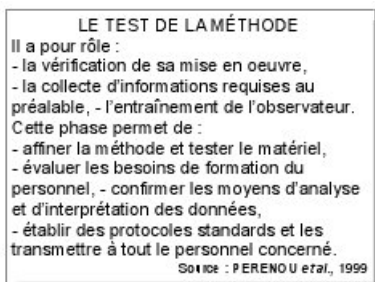 LE TEST DE LA MÉTHODE
Il a pour rôle :
- la vérification de sa mise en oeuvre,
- la collecte d'informations requises au
préalable, - l'entraînement de l'observateur.
Cette phase permet de :
- affiner la méthode et tester le matériel,
- évaluer les besoins de formation du
personnel, - confirmer les moyens d'analyse
et d'interprétation des données,
- établir des protocoles standards et les
transmettre à tout le personnel concerné.
Source : PERENOU et al., 1999